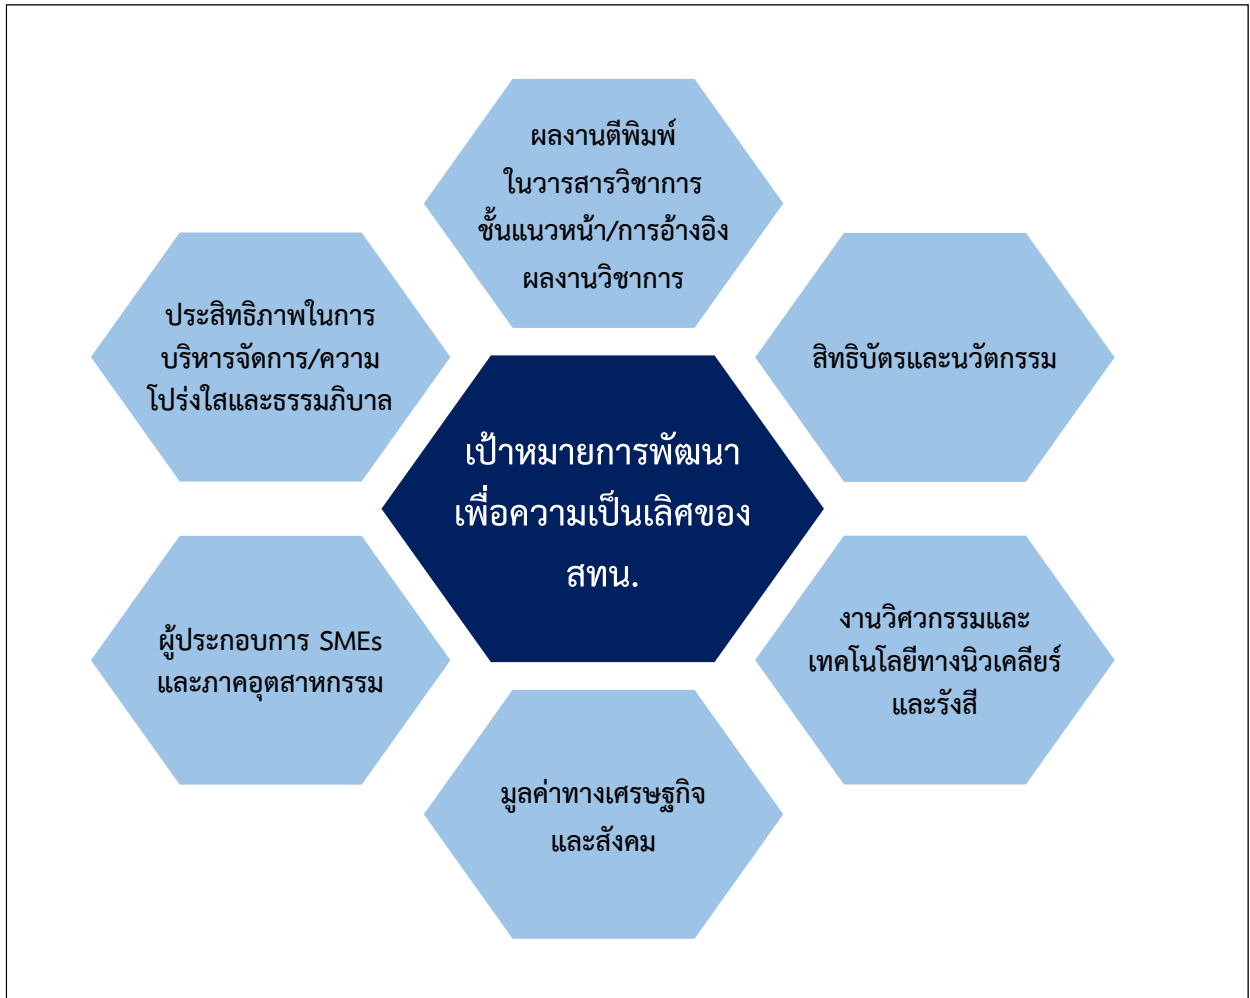 ผลงานตีพิมพ์
ในวารสารวิชาการ
ชั้นแนวหน้า/การอ้างอิง
ผลงานวิชาการ
สิทธิบัตรและนวัตกรรม
งานวิศวกรรมและ
เทคโนโลยีทางนิวเคลียร์
และรังสี
มูลค่าทางเศรษฐกิจ
และสังคม
ผู้ประกอบการ SMEs
และภาคอุตสาหกรรม
ประสิทธิภาพในการ
บริหารจัดการ/ความ
โปร่งใสและธรรมภิบาล
เป้าหมายการพัฒนา
เพื่อความเป็นเลิศของ
สทน.